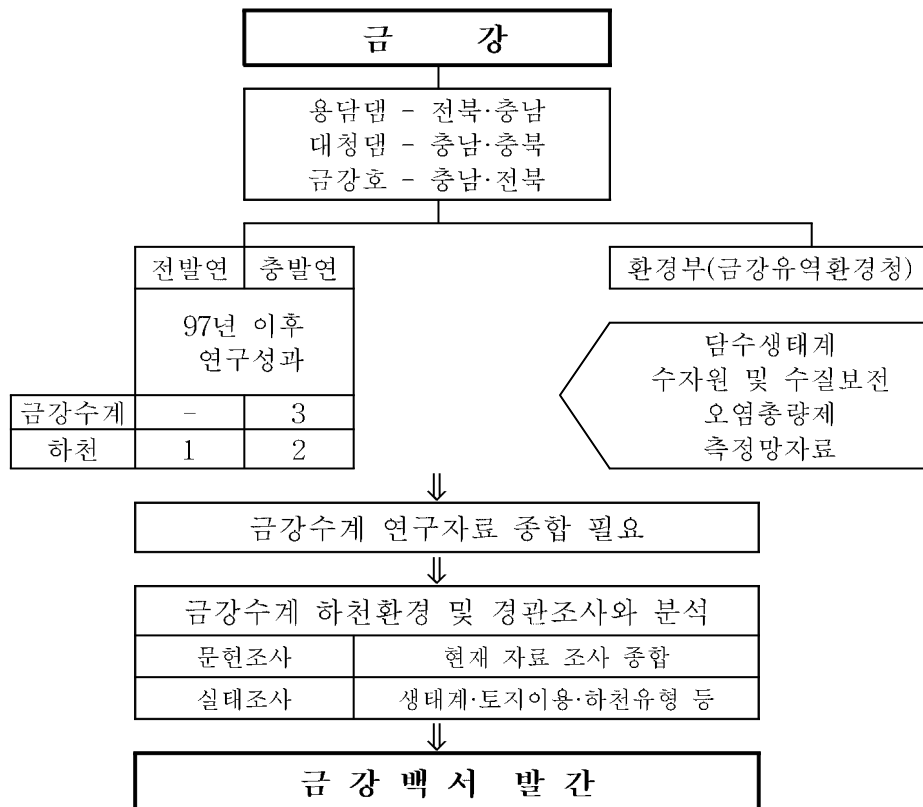 금 강
용담댐 - 전북·충남
대청댐 - 충남·충북
금강호 - 충남·전북
전발연 충발연
97년 이후
연구성과
금강수계 - 3
하천 1 2
환경부(금강유역환경청)
담수생태계
수자원 및 수질보전
오염총량제
측정망자료
⇓
금강수계 연구자료 종합 필요
⇓
금강수계 하천환경 및 경관조사와 분석
문헌조사 현재 자료 조사 종합
실태조사 생태계·토지이용·하천유형 등
⇓
금 강 백 서 발 간